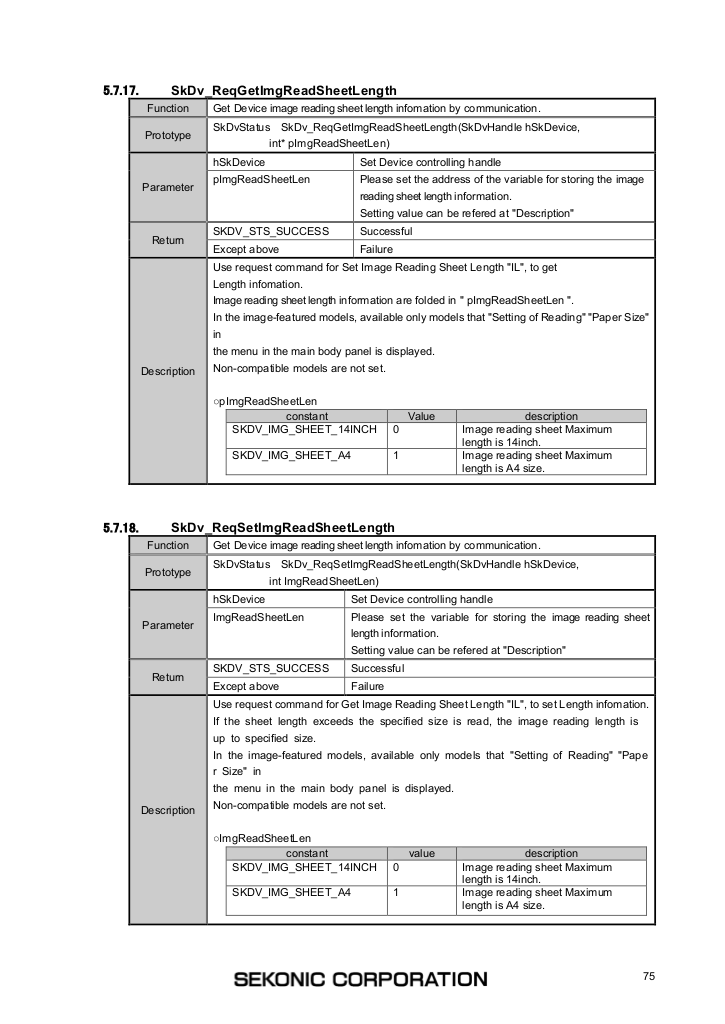 5.7.17. SkDv_ReqGetImgReadSheetLength
Function Get Device image reading sheet length infomation by communication.
Prototype SkDvStatus SkDv_ReqGetImgReadSheetLength(SkDvHandle hSkDevice,
int* pImgReadSheetLen)
Parameter hSkDevice Set Device controlling handle
pImgReadSheetLen Please set the address of the variable for storing the image
reading sheet length information.
Setting value can be refered at "Description"
Return SKDV_STS_SUCCESS Successful
Except above Failure
Description Use request command for Set Image Reading Sheet Length "IL", to get
Length infomation.
Image reading sheet length information are folded in " pImgReadSheetLen ".
In the image-featured models, available only models that "Setting of Reading" "Paper Size"
in
the menu in the main body panel is displayed.
Non-compatible models are not set.
○pImgReadSheetLen
constant Value description
SKDV_IMG_SHEET_14INCH 0 Image reading sheet Maximum
length is 14inch.
SKDV_IMG_SHEET_A4 1 Image reading sheet Maximum
length is A4 size.
5.7.18. SkDv_ReqSetImgReadSheetLength
Function Get Device image reading sheet length infomation by communication.
Prototype SkDvStatus SkDv_ReqSetImgReadSheetLength(SkDvHandle hSkDevice,
int ImgReadSheetLen)
Parameter hSkDevice Set Device controlling handle
ImgReadSheetLen Please set the variable for storing the image reading sheet
length information.
Setting value can be refered at "Description"
Return SKDV_STS_SUCCESS Successful
Except above Failure
Description Use request command for Get Image Reading Sheet Length "IL", to set Length infomation.
If the sheet length exceeds the specified size is read, the image reading length is
up to specified size.
In the image-featured models, available only models that "Setting of Reading" "Pape
r Size" in
the menu in the main body panel is displayed.
Non-compatible models are not set.
○ImgReadSheetLen
constant value description
SKDV_IMG_SHEET_14INCH 0 Image reading sheet Maximum
length is 14inch.
SKDV_IMG_SHEET_A4 1 Image reading sheet Maximum
length is A4 size.
SEKONIC CORPORATION 75